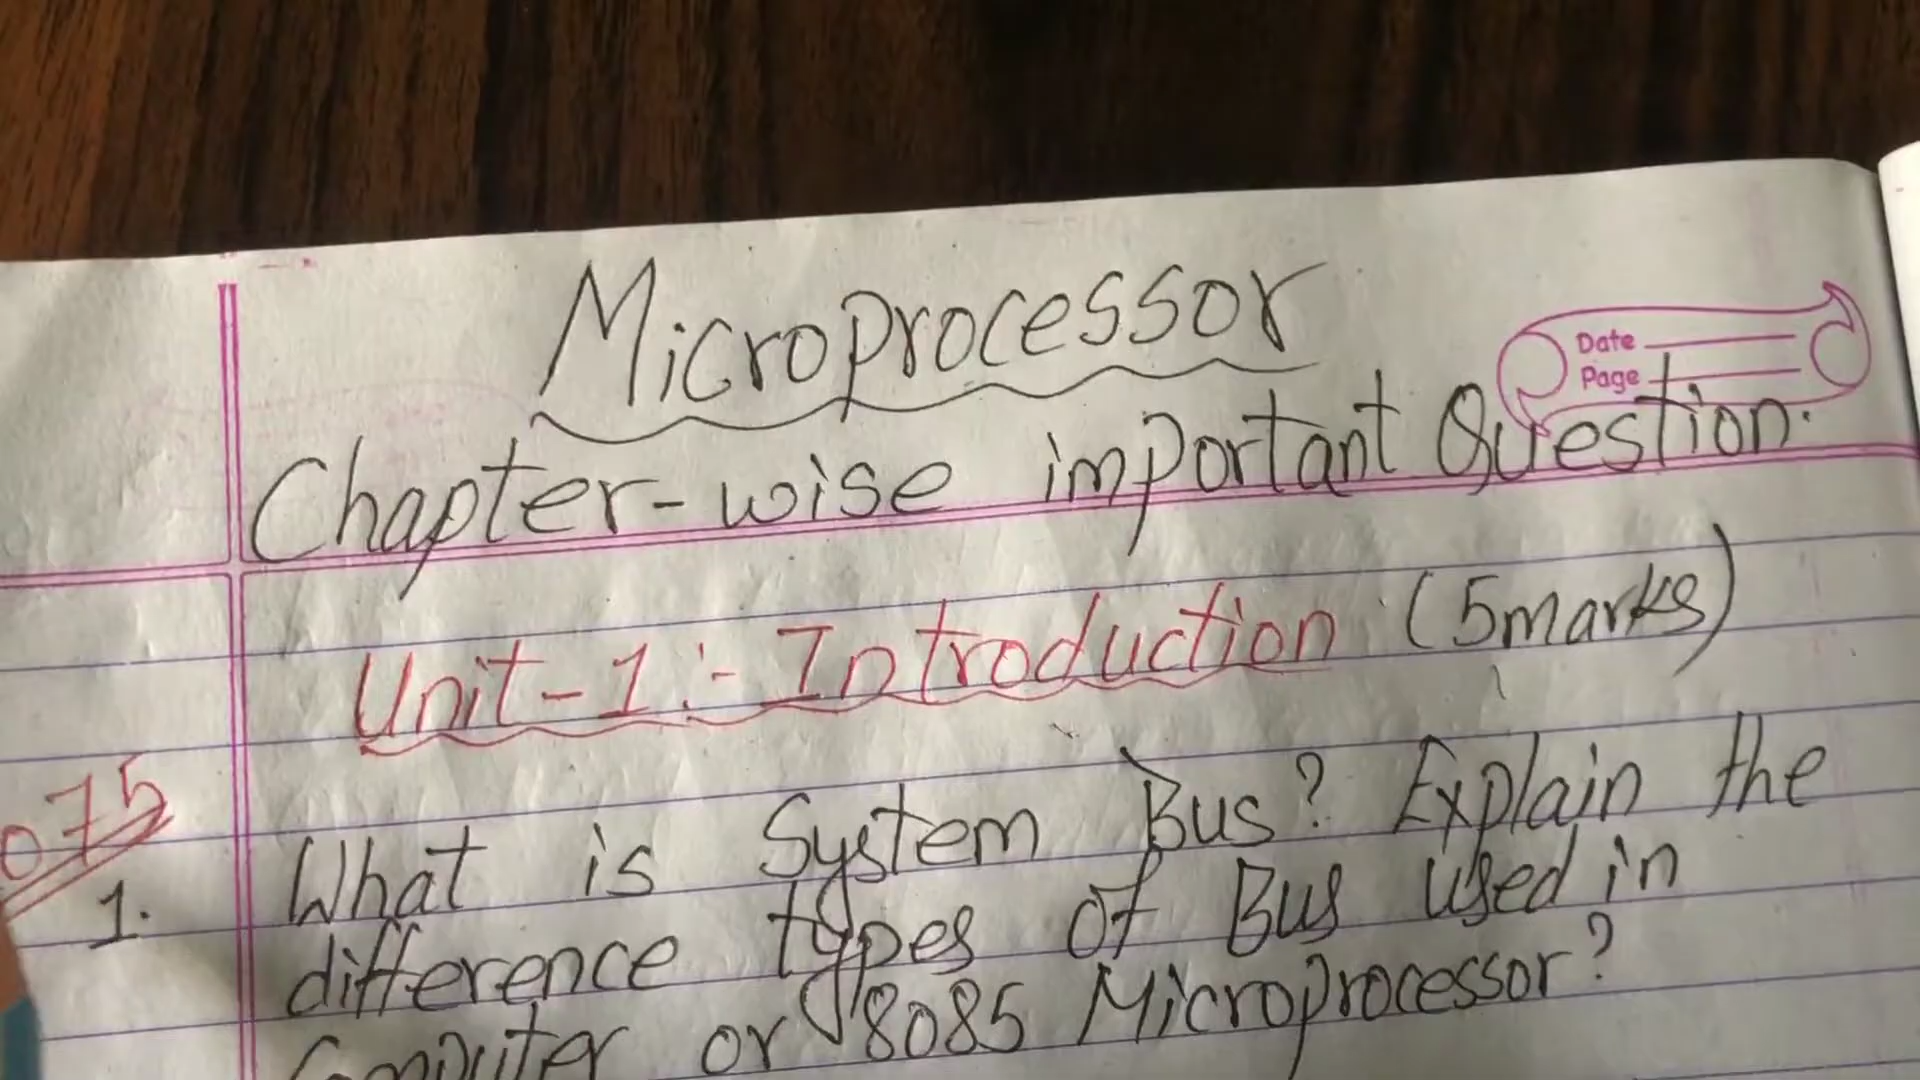 Microprocessor
Date
Page
Chapter-wise important Question.
Unit-1:- Introduction (5marks)
075
1. What is System Bus? Explain the
difference types of Bus used in
Computer or 8085 Microprocessor?